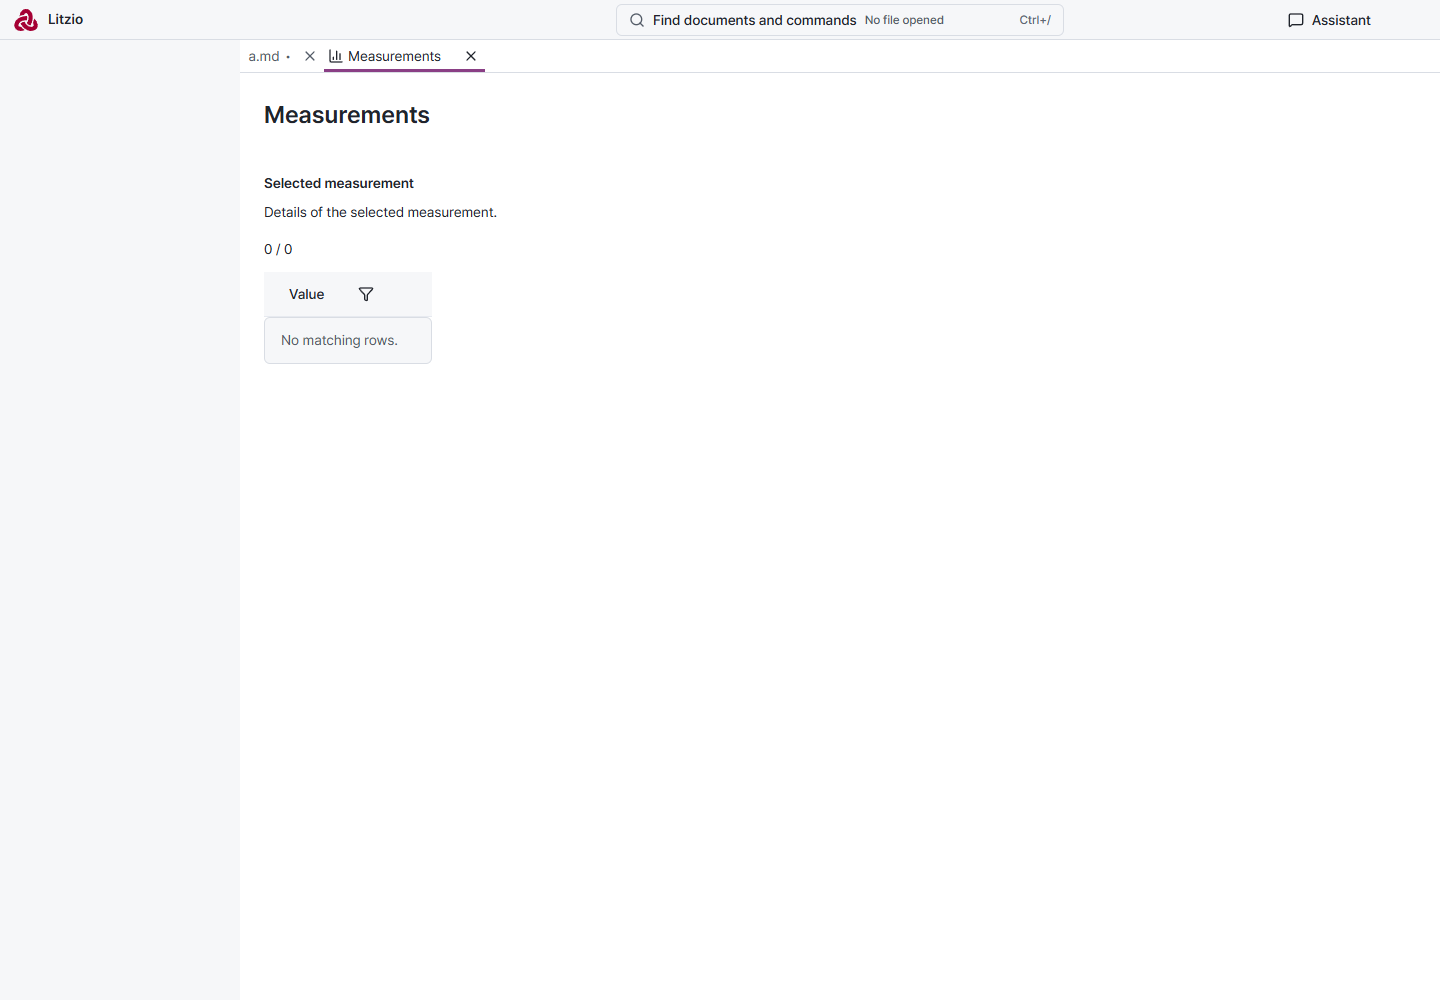 Litzio
Find documents and commands No file opened Ctrl+/
Assistant
a.md •
Measurements
Measurements
Selected measurement
Details of the selected measurement.
0 / 0
Value
No matching rows.